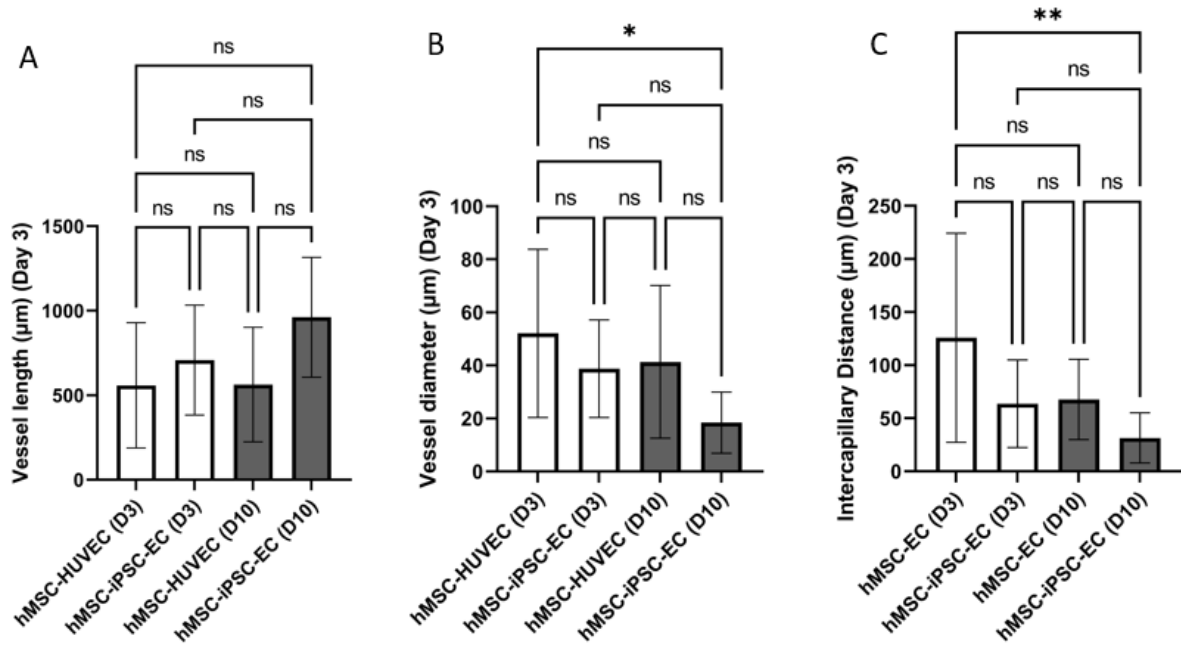 A
ns
ns
ns
ns
ns
ns
Vessel length (µm) (Day 3)
1500
1000
500
0
hMSC-HUVEC (D3)
hMSC-iPSC-EC (D3)
hMSC-HUVEC (D10)
hMSC-iPSC-EC (D10)
B
*
ns
ns
ns
ns
ns
Vessel diameter (µm) (Day 3)
100
80
60
40
20
0
hMSC-HUVEC (D3)
hMSC-iPSC-EC (D3)
hMSC-HUVEC (D10)
hMSC-iPSC-EC (D10)
C
**
ns
ns
ns
ns
ns
Intercapillary Distance (µm) (Day 3)
250
200
150
100
50
0
hMSC-EC (D3)
hMSC-iPSC-EC (D3)
hMSC-EC (D10)
hMSC-iPSC-EC (D10)